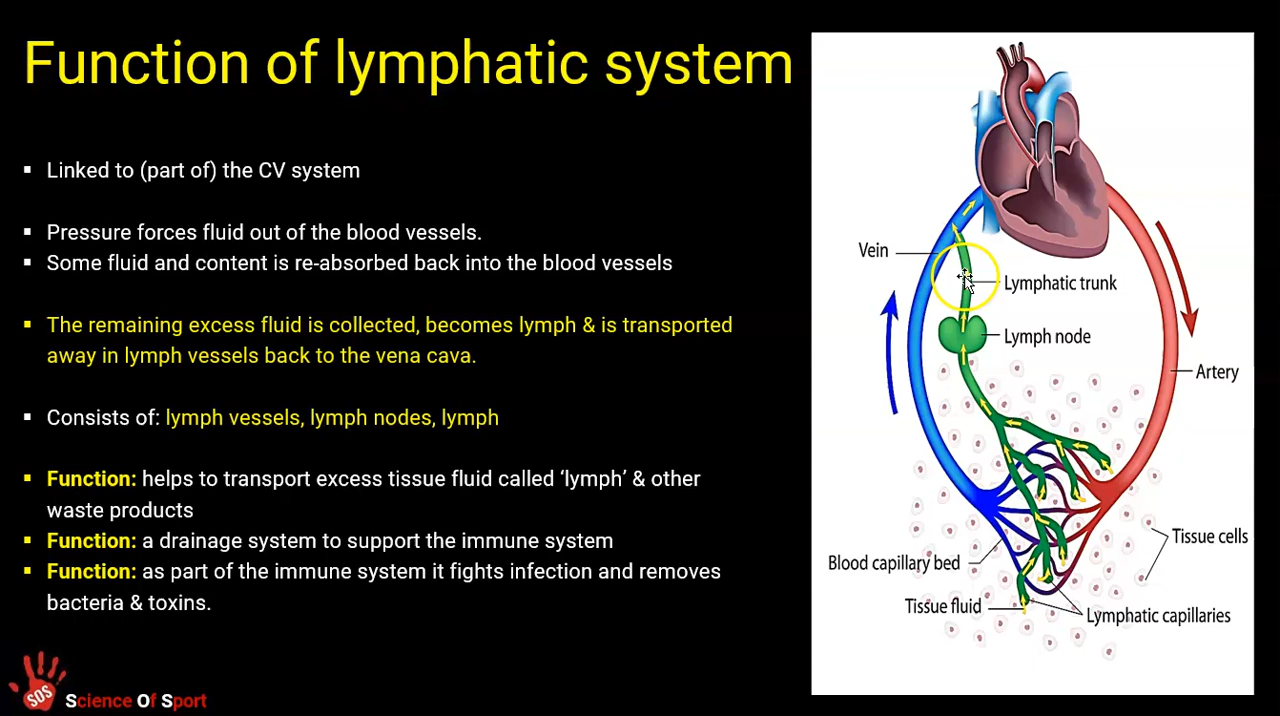 Function of lymphatic system
▪ Linked to (part of) the CV system
▪ Pressure forces fluid out of the blood vessels.
▪ Some fluid and content is re-absorbed back into the blood vessels
▪ The remaining excess fluid is collected, becomes lymph & is transported
away in lymph vessels back to the vena cava.
▪ Consists of: lymph vessels, lymph nodes, lymph
▪ Function: helps to transport excess tissue fluid called ‘lymph’ & other
waste products
▪ Function: a drainage system to support the immune system
▪ Function: as part of the immune system it fights infection and removes
bacteria & toxins.
SOS
Science Of Sport
Vein
Lymphatic trunk
Lymph node
Artery
Tissue cells
Blood capillary bed
Tissue fluid
Lymphatic capillaries